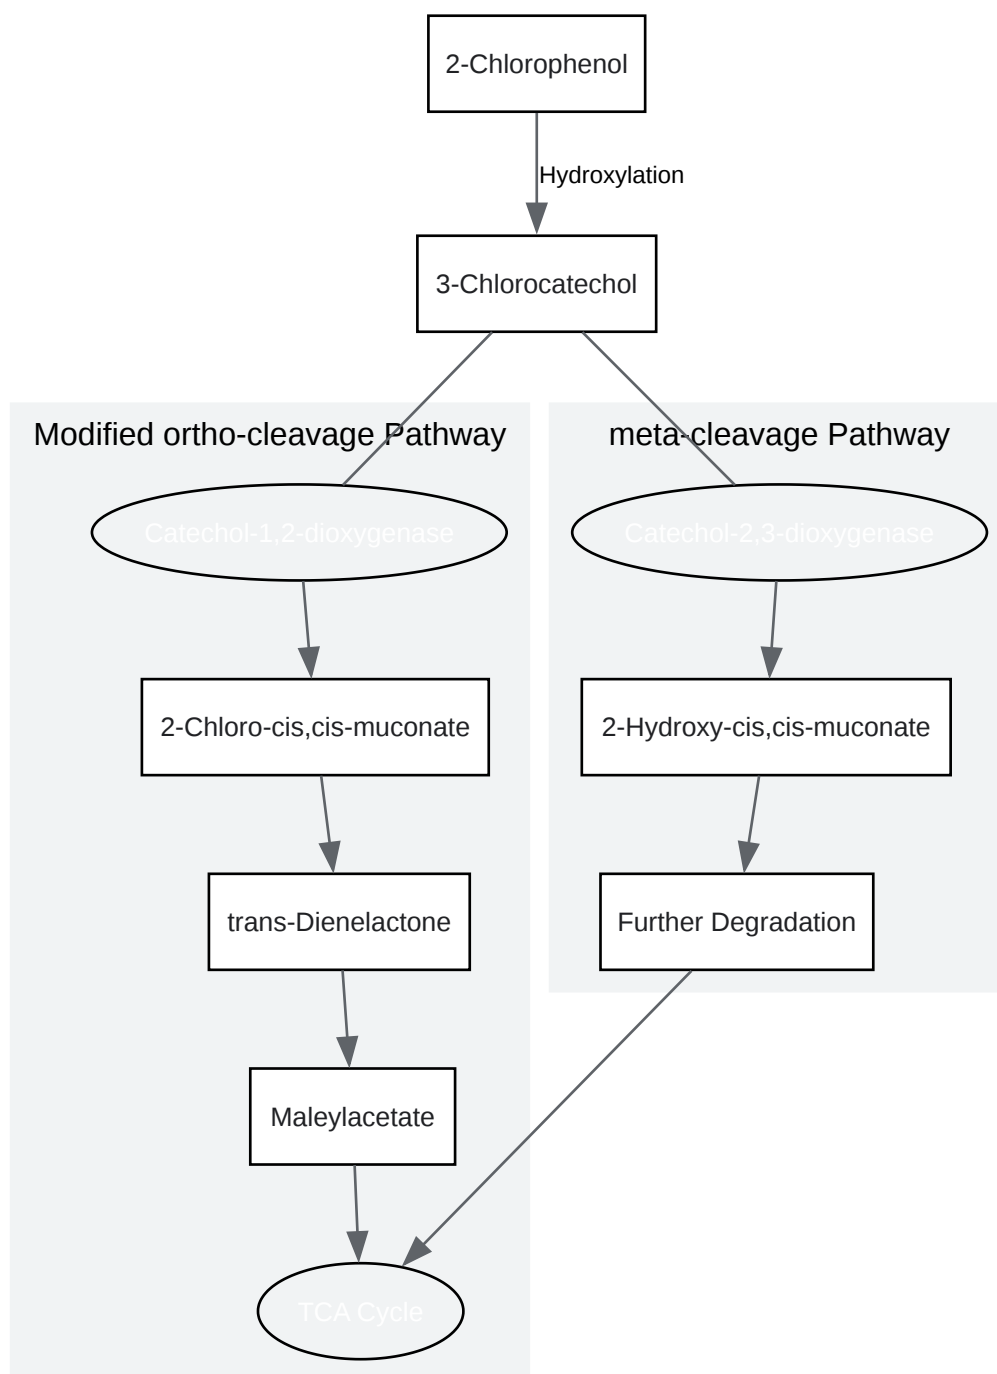 2-Chlorophenol
Hydroxylation
3-Chlorocatechol
Modified ortho-cleavage Pathway
meta-cleavage Pathway
Catechol-1,2-dioxygenase
Catechol-2,3-dioxygenase
2-Chloro-cis,cis-muconate
2-Hydroxy-cis,cis-muconate
trans-Dienelactone
Further Degradation
Maleylacetate
TCA Cycle